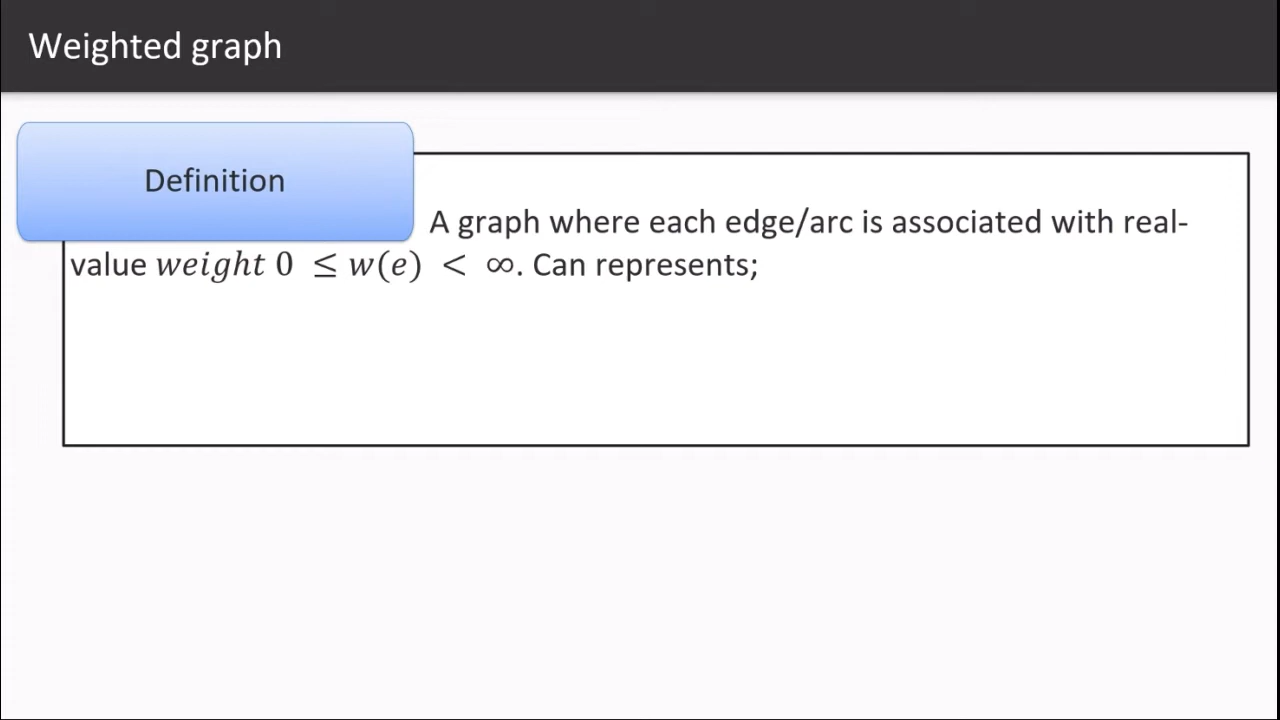 Weighted graph
Definition
A graph where each edge/arc is associated with real-
value weight 0 ≤ w(e) < ∞. Can represents;